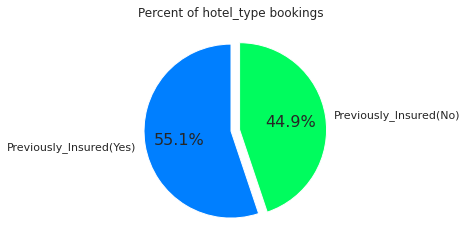 Percent of hotel_type bookings
44.9%
Previously_Insured(No)
55.1%
Previously_Insured(Yes)